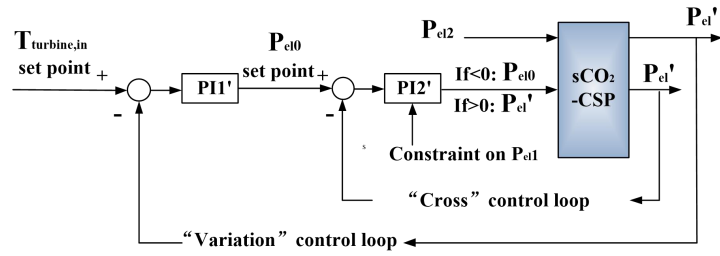 T turbine,in
set point +
-
PI1'
P el0
set point +
-
PI2'
Constraint on P el1
P el2
If<0: P el0
If>0: P el'
sCO2
-CSP
P el'
P el'
s
“Cross” control loop
“Variation” control loop